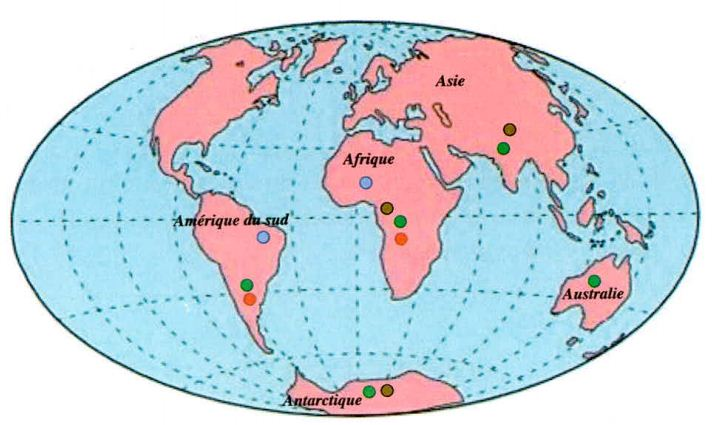 Asie
Afrique
Amérique du sud
Australie
Antarctique